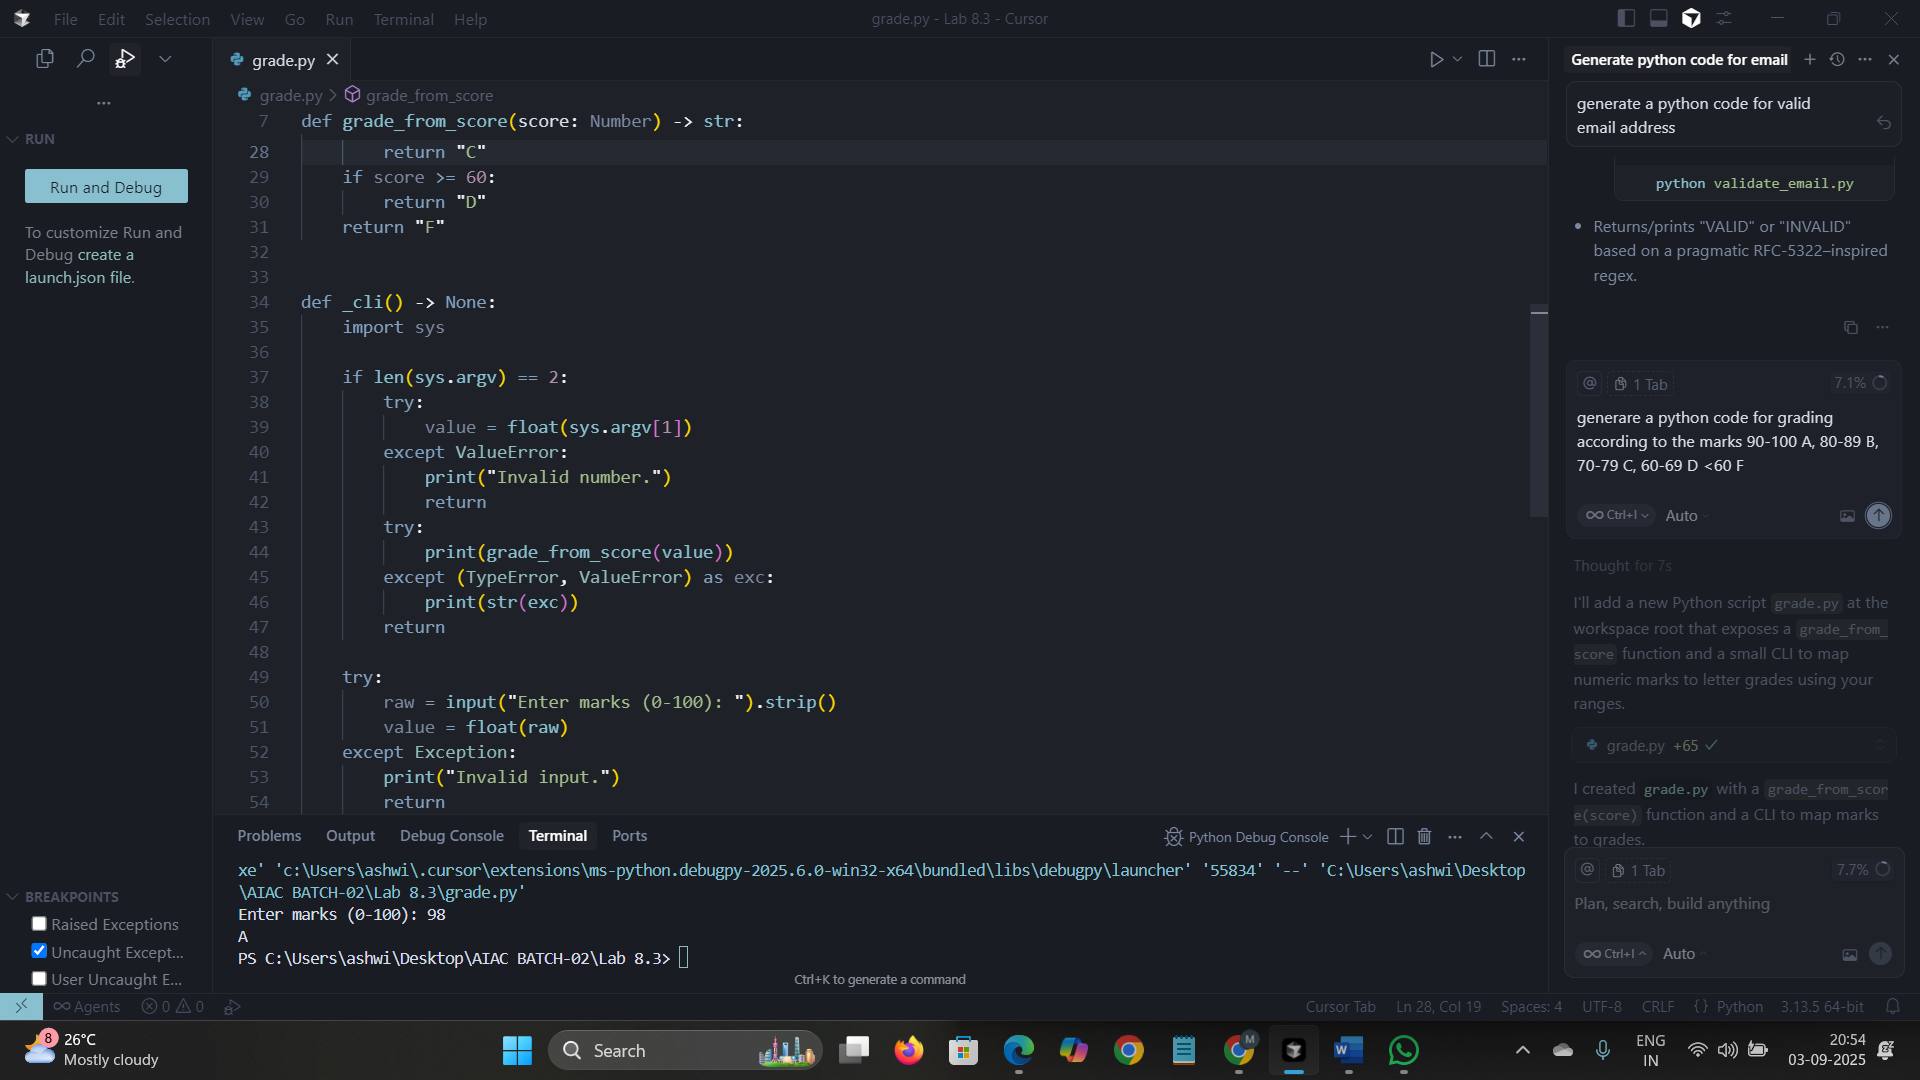 File Edit Selection View Go Run Terminal Help
grade.py - Lab 8.3 - Cursor
RUN
Run and Debug
To customize Run and
Debug create a
launch.json file.
BREAKPOINTS
Raised Exceptions
Uncaught Except...
User Uncaught E...
grade.py
grade.py > grade_from_score
7 def grade_from_score(score: Number) -> str:
28 return "C"
29 if score >= 60:
30 return "D"
31 return "F"
32
33
34 def _cli() -> None:
35 import sys
36
37 if len(sys.argv) == 2:
38 try:
39 value = float(sys.argv[1])
40 except ValueError:
41 print("Invalid number.")
42 return
43 try:
44 print(grade_from_score(value))
45 except (TypeError, ValueError) as exc:
46 print(str(exc))
47 return
48
49 try:
50 raw = input("Enter marks (0-100): ").strip()
51 value = float(raw)
52 except Exception:
53 print("Invalid input.")
54 return
Problems Output Debug Console Terminal Ports
Python Debug Console
xe' 'c:\Users\ashwi\.cursor\extensions\ms-python.debugpy-2025.6.0-win32-x64\bundled\libs\debugpy\launcher' '55834' '--' 'C:\Users\ashwi\Desktop
\AIAC BATCH-02\Lab 8.3\grade.py'
Enter marks (0-100): 98
A
PS C:\Users\ashwi\Desktop\AIAC BATCH-02\Lab 8.3>
Ctrl+K to generate a command
Generate python code for email
generate a python code for valid
email address
python validate_email.py
• Returns/prints "VALID" or "INVALID"
based on a pragmatic RFC-5322–inspired
regex.
@ 1 Tab 7.1%
generare a python code for grading
according to the marks 90-100 A, 80-89 B,
70-79 C, 60-69 D <60 F
∞ Ctrl+I Auto
Thought for 7s
I'll add a new Python script grade.py at the
workspace root that exposes a grade_from_
score function and a small CLI to map
numeric marks to letter grades using your
ranges.
grade.py +65
I created grade.py with a grade_from_scor
e(score) function and a CLI to map marks
to grades.
@ 1 Tab 7.7%
Plan, search, build anything
∞ Ctrl+I Auto
∞ Agents 0 0
Cursor Tab Ln 28, Col 19 Spaces: 4 UTF-8 CRLF {} Python 3.13.5 64-bit
8
26°C
Mostly cloudy
Search
M
W
ENG
IN
20:54
03-09-2025